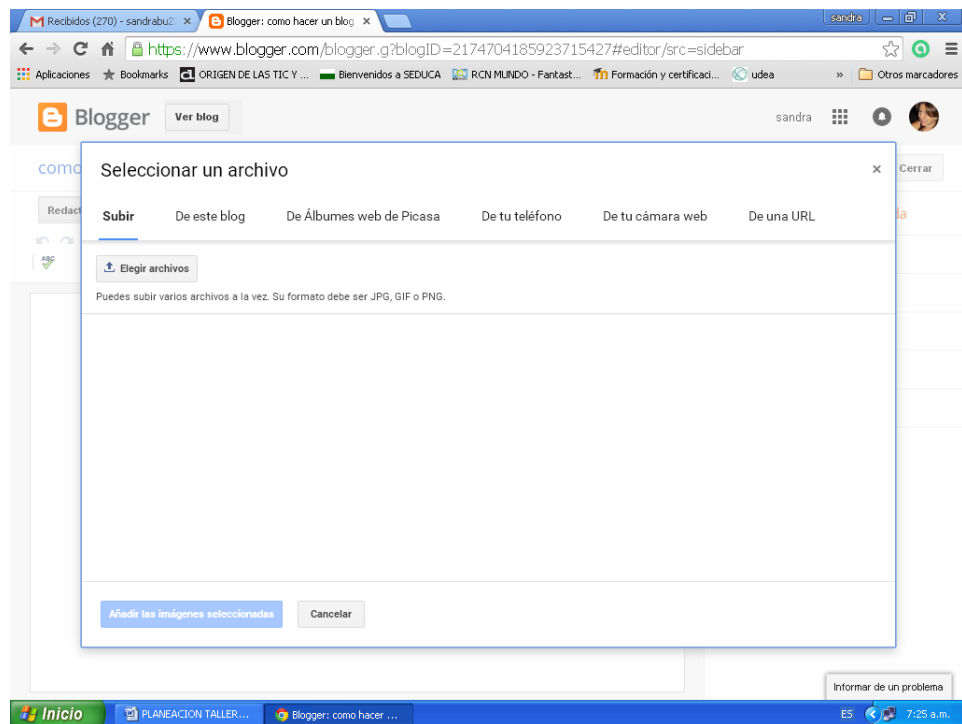 Recibidos (270) - sandrabu2
Blogger: como hacer un blog
sandra
https://www.blogger.com/blogger.g?blogID=2174704185923715427#editor/src=sidebar
Aplicaciones Bookmarks ORIGEN DE LAS TIC Y ... Bienvenidos a SEDUCA RCN MUNDO - Fantast... Formación y certificaci... udea » Otros marcadores
Blogger Ver blog sandra
como
Cerrar
Seleccionar un archivo
Redact
Subir De este blog De Álbumes web de Picasa De tu teléfono De tu cámara web De una URL
da
ABC
Elegir archivos
Puedes subir varios archivos a la vez. Su formato debe ser JPG, GIF o PNG.
Añadir las imágenes seleccionadas Cancelar
Informar de un problema
Inicio PLANEACION TALLER... Blogger: como hacer ... ES 7:25 a.m.